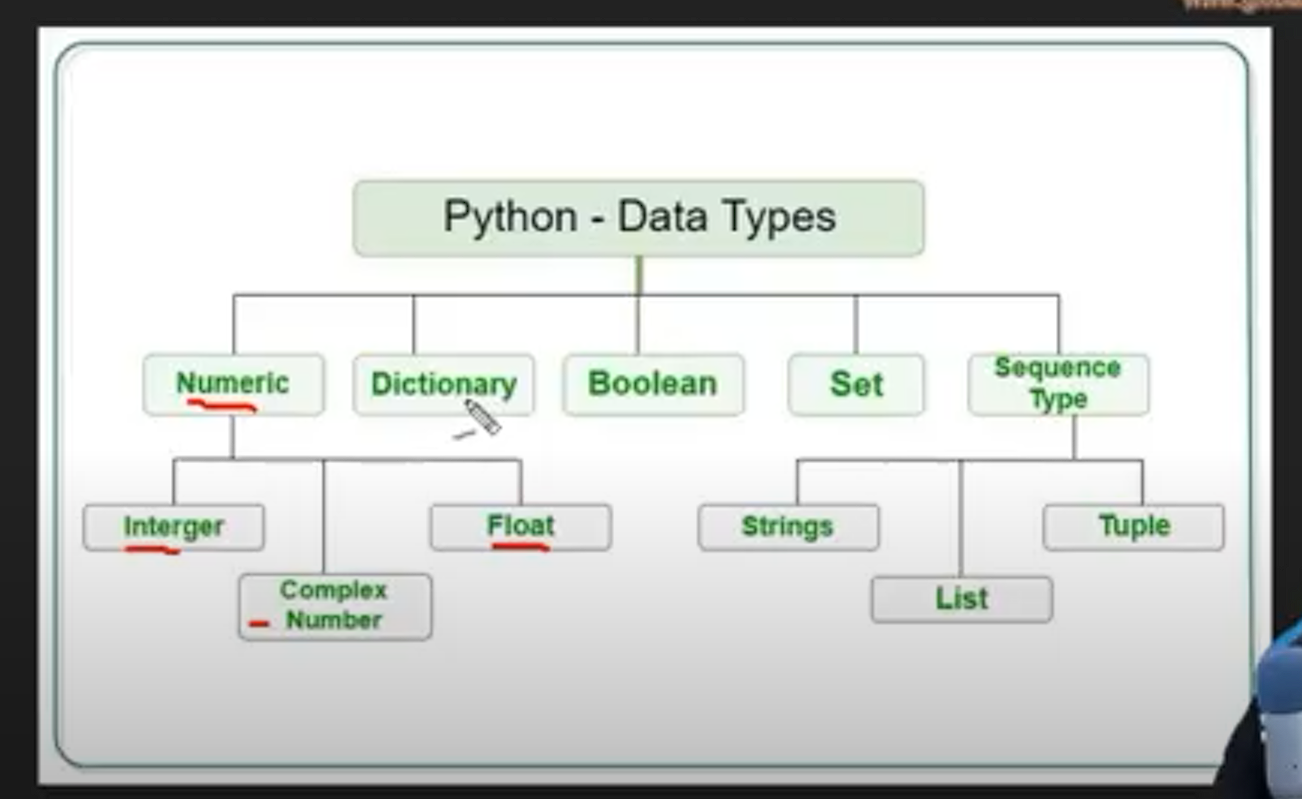 Python - Data Types
Numeric
Dictionary
Boolean
Set
Sequence
Type
Interger
Float
Strings
Tuple
Complex
Number
List